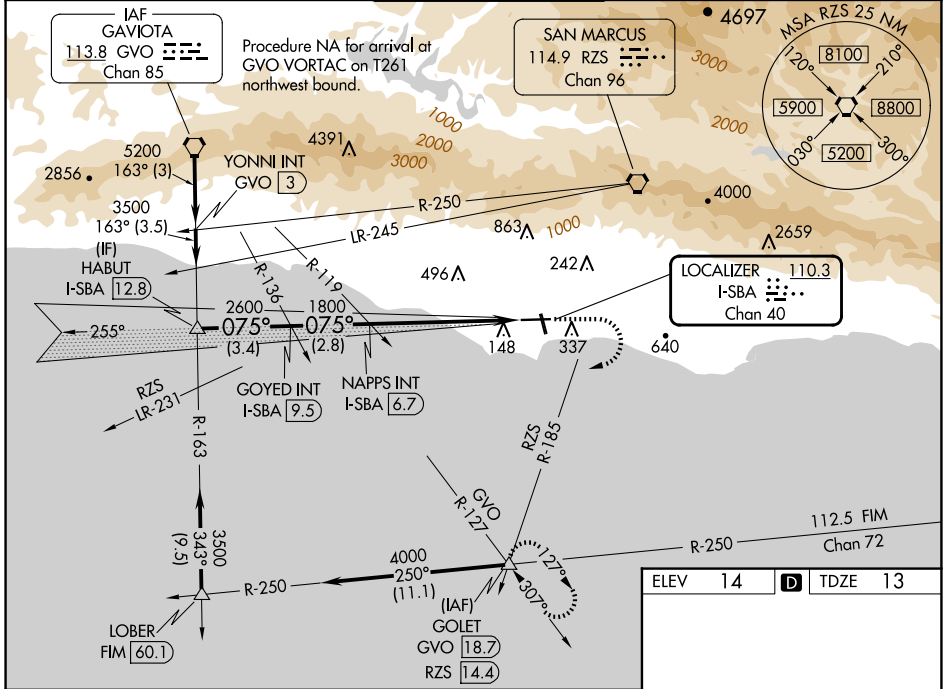 IAF
GAVIOTA
113.8 GVO
Chan 85
Procedure NA for arrival at
GVO VORTAC on T261
northwest bound.
SAN MARCUS
114.9 RZS
Chan 96
4697
MSA RZS 25 NM
120°
8100
210°
5900
8800
030°
5200
300°
3000
2000
1000
2000
3000
4391
5200
163° (3)
2856
YONNI INT
GVO 3
3500
163° (3.5)
R-250
LR-245
4000
863
1000
2659
(IF)
HABUT
I-SBA 12.8
R-136
R-119
496
242
LOCALIZER 110.3
I-SBA
Chan 40
2600
1800
255°
075°
075°
(3.4)
(2.8)
148
337
640
RZS
LR-231
GOYED INT
I-SBA 9.5
NAPPS INT
I-SBA 6.7
R-163
RZS
R-185
GVO
R-127
3500
343°
(9.5)
112.5 FIM
R-250
Chan 72
4000
250°
(11.1)
R-250
127°
307°
(IAF)
GOLET
GVO 18.7
RZS 14.4
LOBER
FIM 60.1
ELEV 14 D TDZE 13